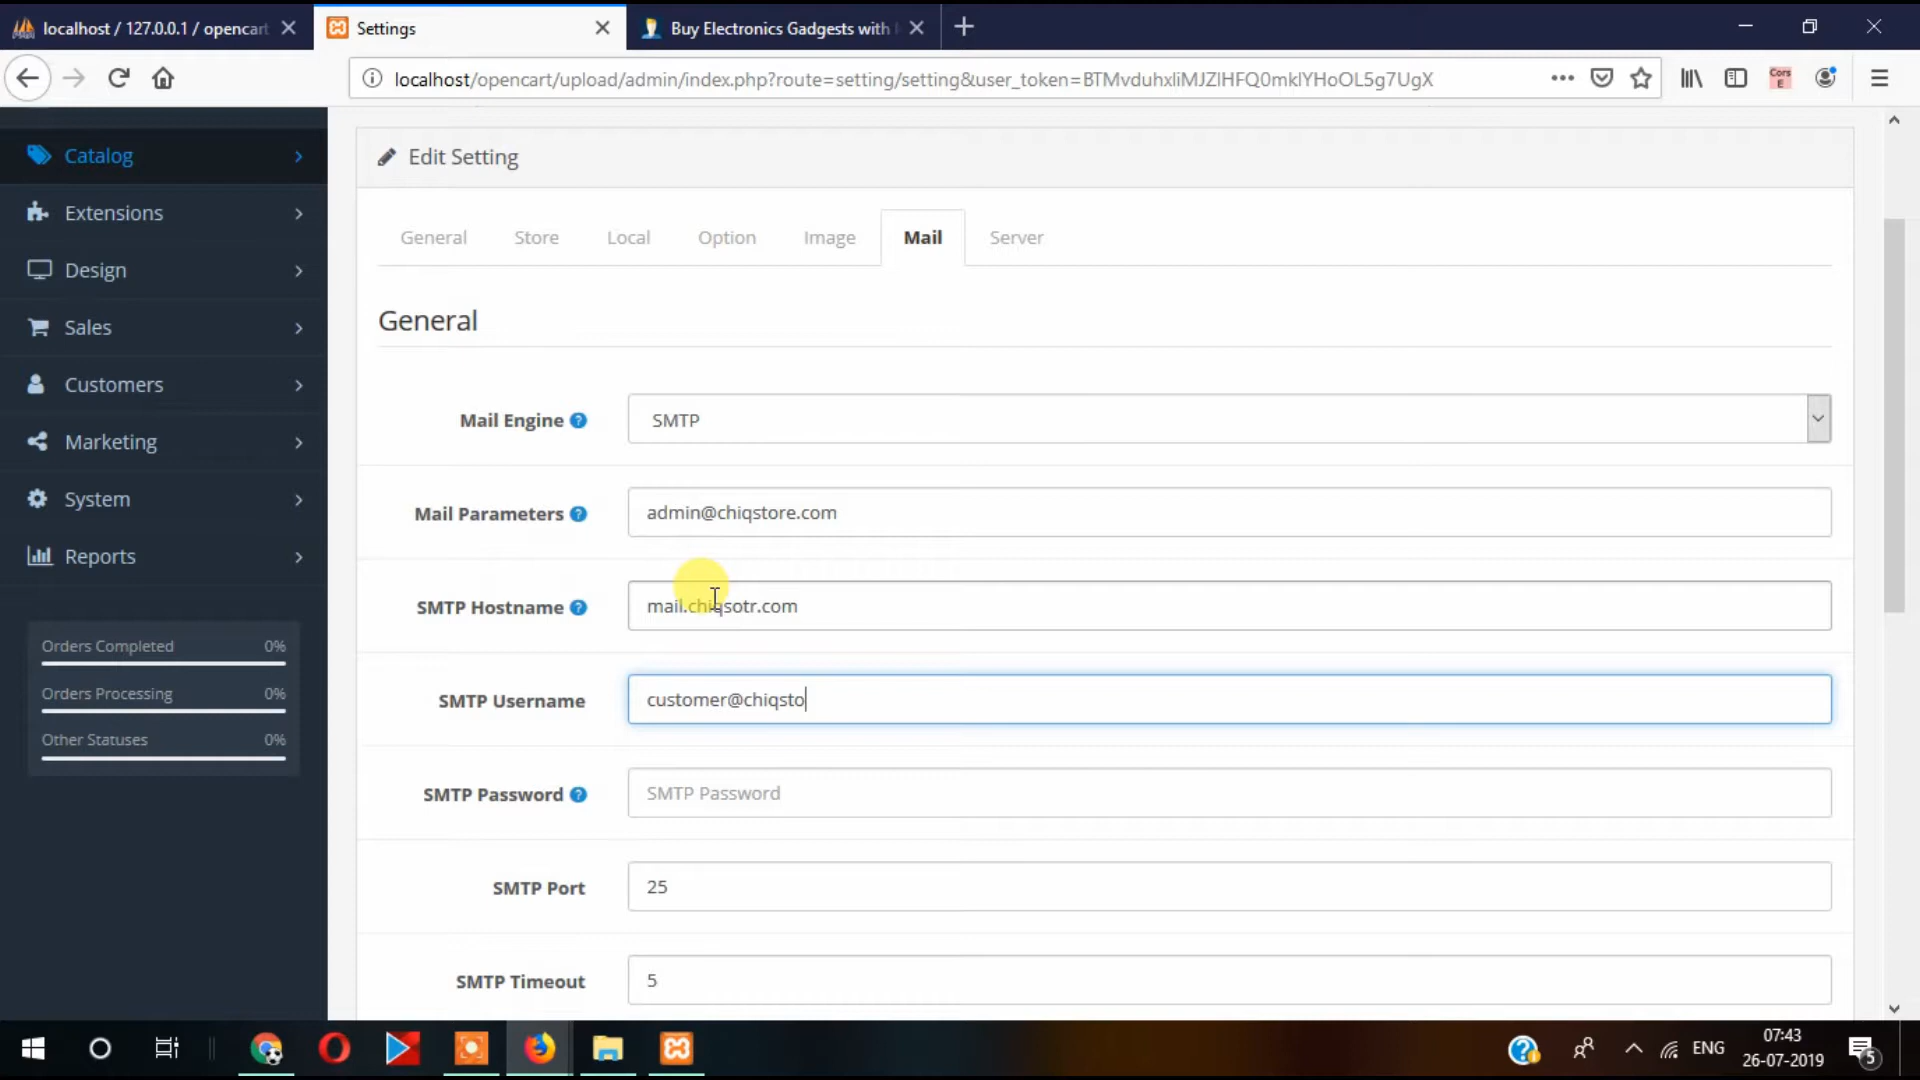 localhost / 127.0.0.1 / opencart
Settings
Buy Electronics Gadgests with
localhost/opencart/upload/admin/index.php?route=setting/setting&user_token=BTMvduhxliMJZlHFQ0mklYHoOL5g7UgX
Cors
E
Catalog
Extensions
Design
Sales
Customers
Marketing
System
Reports
Orders Completed 0%
Orders Processing 0%
Other Statuses 0%
Edit Setting
General Store Local Option Image Mail Server
General
Mail Engine ? SMTP
Mail Parameters ? admin@chiqstore.com
SMTP Hostname ? mail.chiqsotr.com
SMTP Username customer@chiqsto
SMTP Password ? SMTP Password
SMTP Port 25
SMTP Timeout 5
ENG
07:43
26-07-2019
5